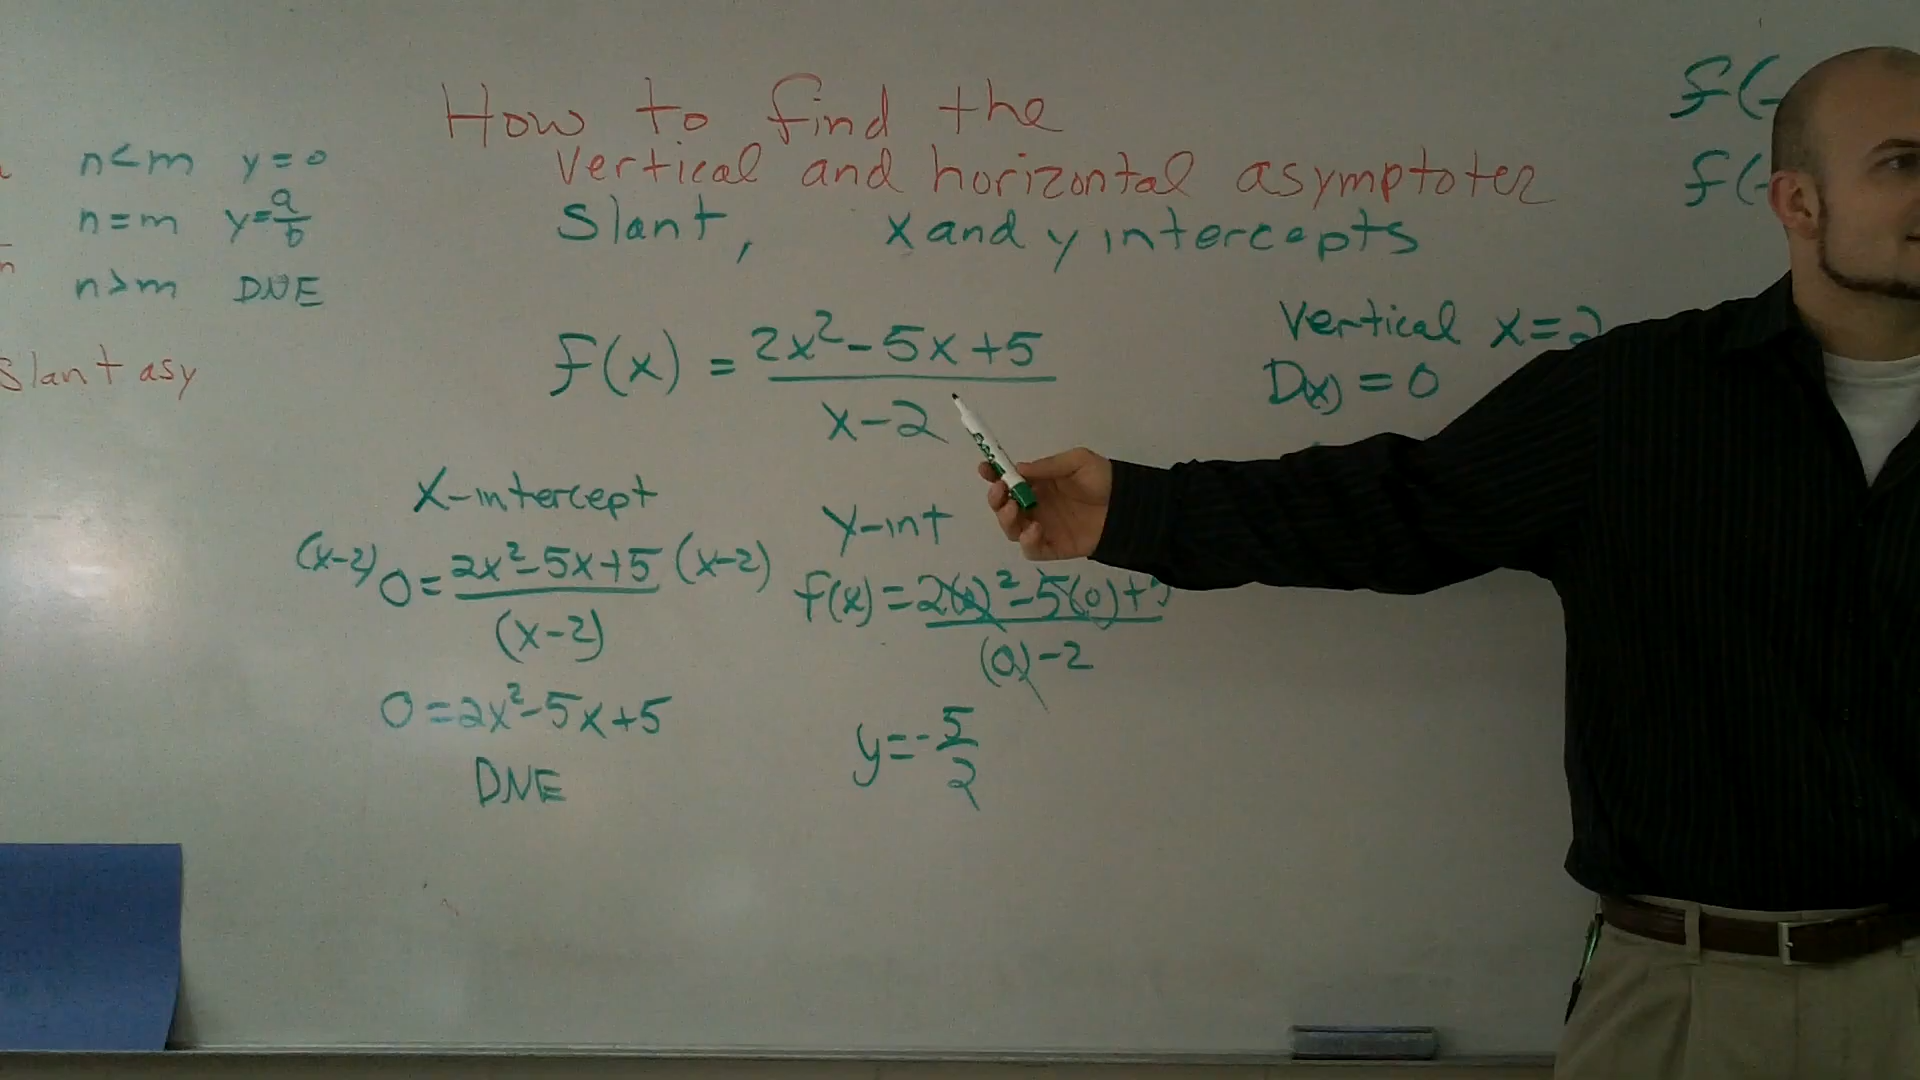 How to find the
vertical and horizontal asymptotes
Slant, x and y intercepts
n<m y=0
n=m y=a/b
n>m DNE
Slant asy
f(x) = 2x²-5x+5
x-2
Vertical x=2
D(x) = 0
f(-
f(-
X-intercept
(x-2) 0 = 2x²-5x+5 (x-2)
(x-2)
0=2x²-5x+5
DNE
y-int
f(x)=2(0)²-5(0)+5
(0)-2
y=-5/2
EXPO